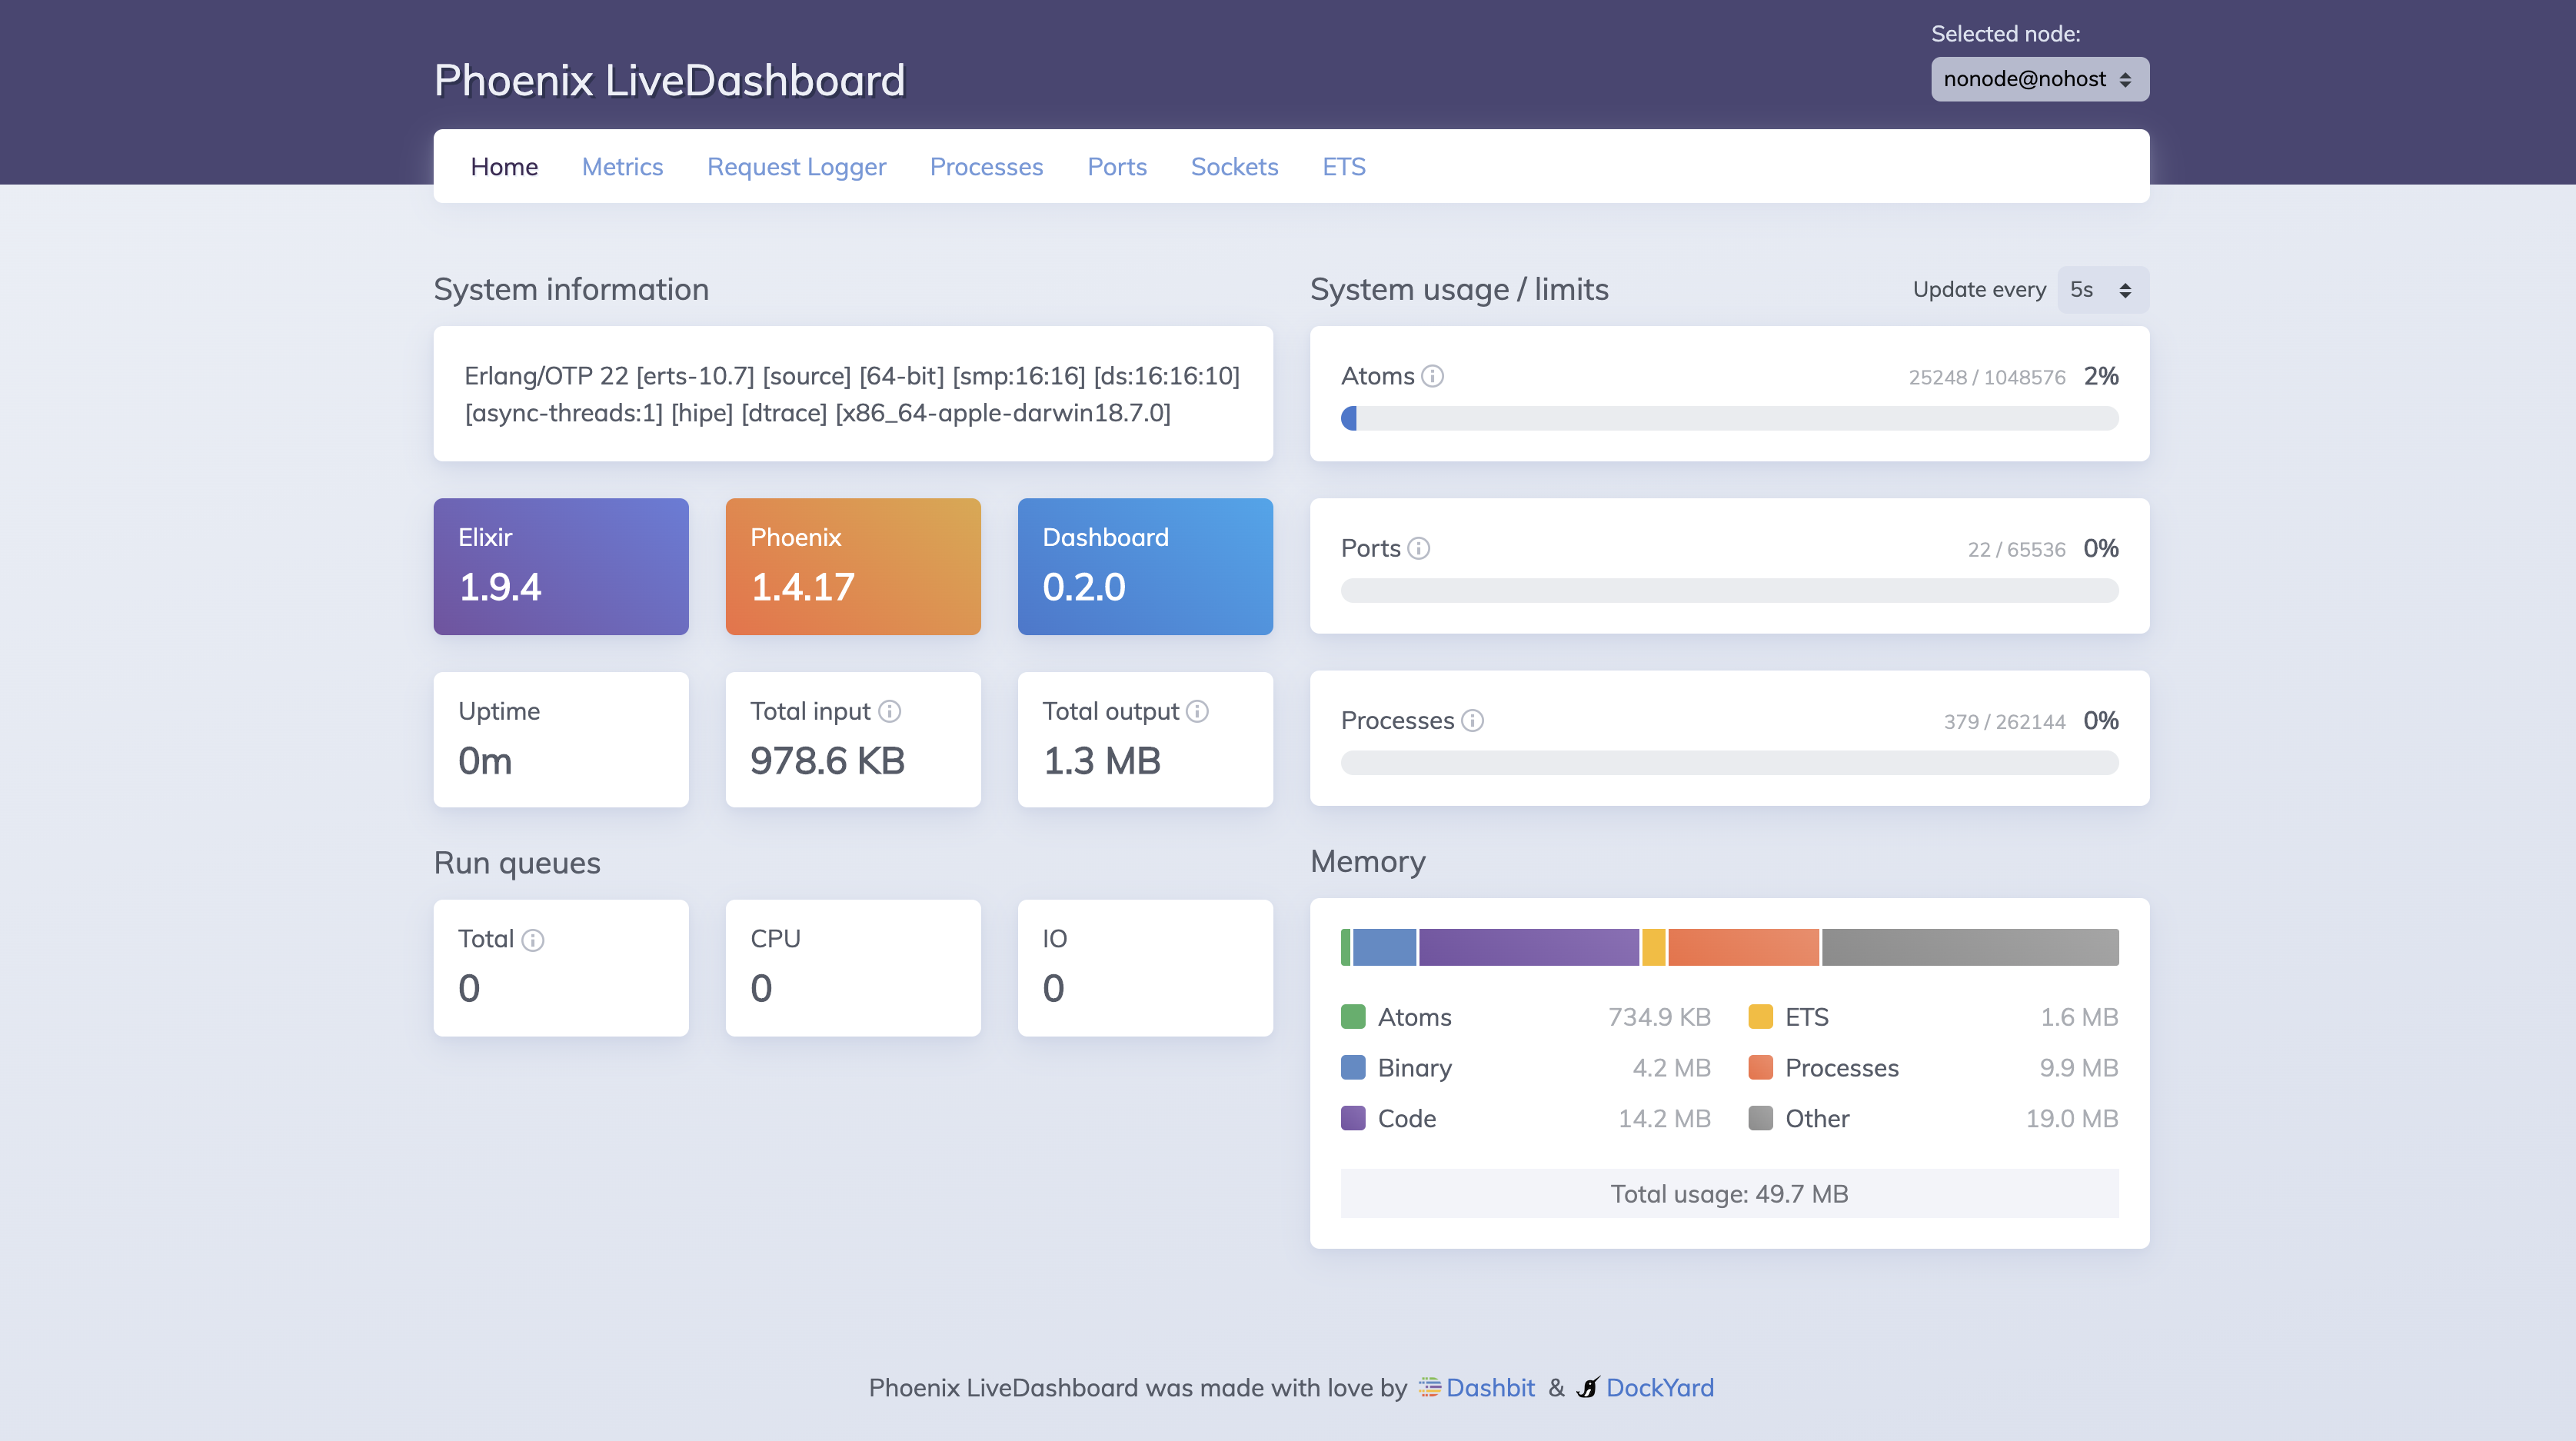 Selected node:
Phoenix LiveDashboard
nonode@nohost
Home Metrics Request Logger Processes Ports Sockets ETS
System information
Erlang/OTP 22 [erts-10.7] [source] [64-bit] [smp:16:16] [ds:16:16:10]
[async-threads:1] [hipe] [dtrace] [x86_64-apple-darwin18.7.0]
Elixir
1.9.4
Phoenix
1.4.17
Dashboard
0.2.0
Uptime
0m
Total input
978.6 KB
Total output
1.3 MB
Run queues
Total
0
CPU
0
IO
0
System usage / limits
Update every 5s
Atoms 25248 / 1048576 2%
Ports 22 / 65536 0%
Processes 379 / 262144 0%
Memory
Atoms 734.9 KB
Binary 4.2 MB
Code 14.2 MB
ETS 1.6 MB
Processes 9.9 MB
Other 19.0 MB
Total usage: 49.7 MB
Phoenix LiveDashboard was made with love by Dashbit & DockYard